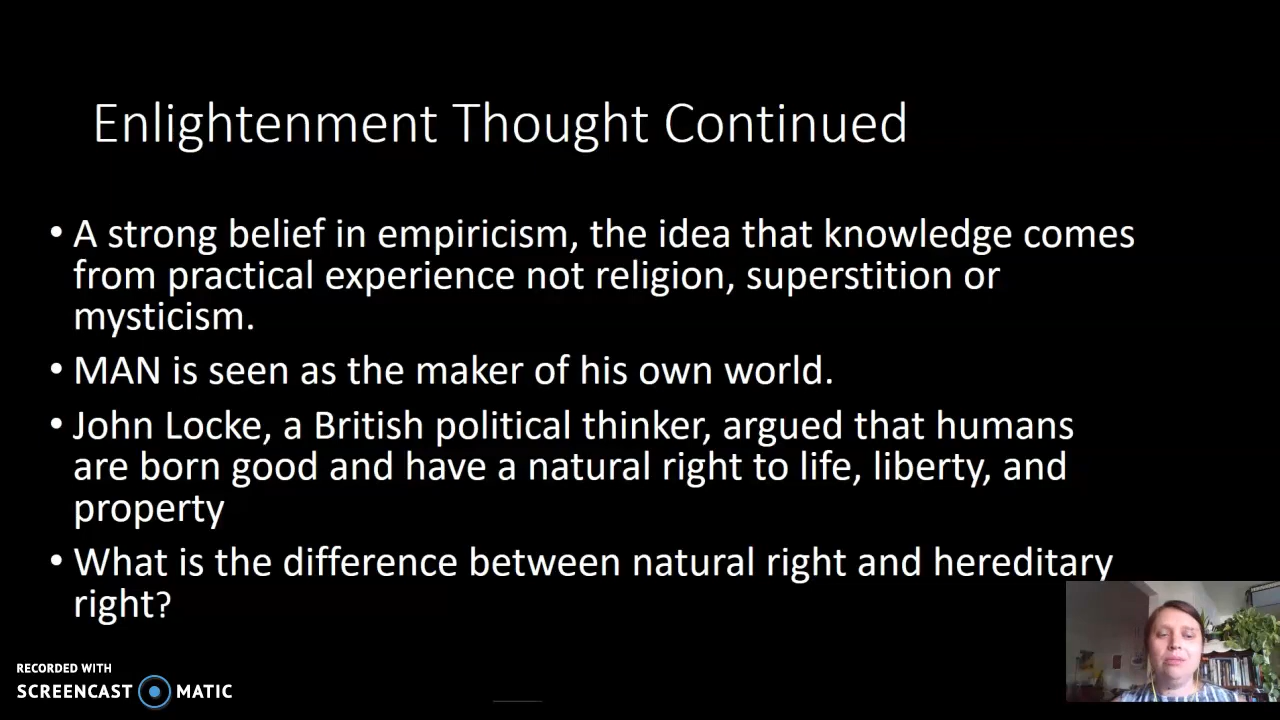 Enlightenment Thought Continued
• A strong belief in empiricism, the idea that knowledge comes
from practical experience not religion, superstition or
mysticism.
• MAN is seen as the maker of his own world.
• John Locke, a British political thinker, argued that humans
are born good and have a natural right to life, liberty, and
property
• What is the difference between natural right and hereditary
right?
RECORDED WITH
SCREENCAST MATIC